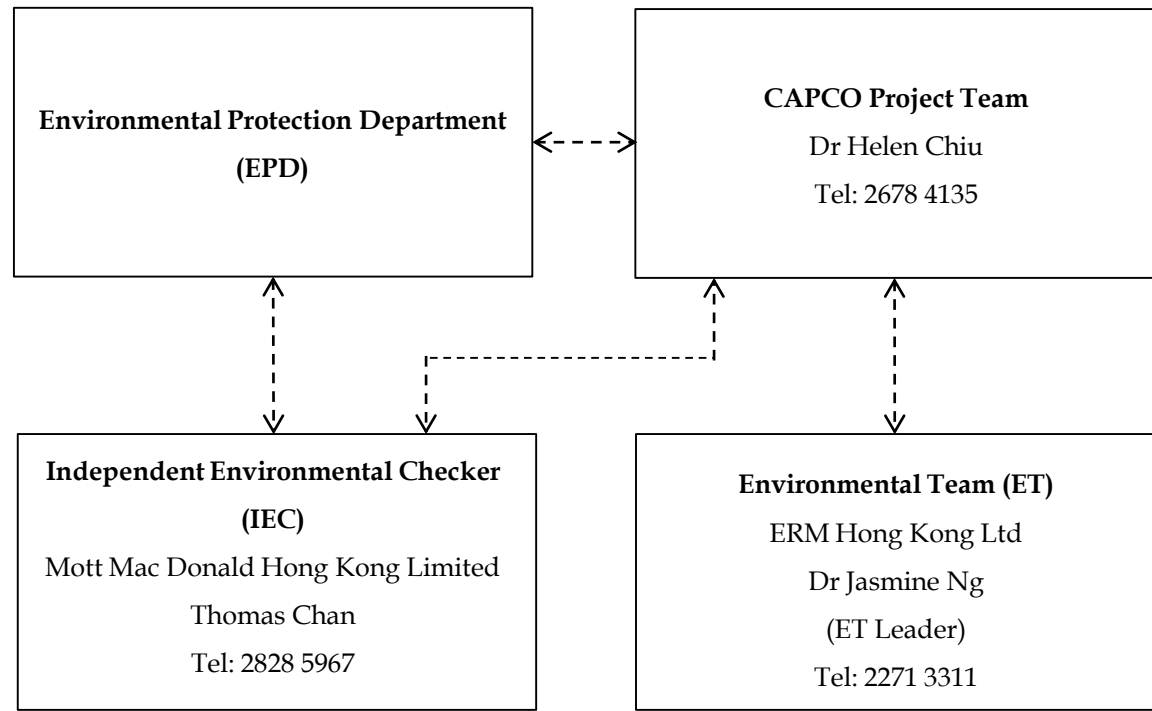 Environmental Protection Department
(EPD)
CAPCO Project Team
Dr Helen Chiu
Tel: 2678 4135
Independent Environmental Checker
(IEC)
Mott Mac Donald Hong Kong Limited
Thomas Chan
Tel: 2828 5967
Environmental Team (ET)
ERM Hong Kong Ltd
Dr Jasmine Ng
(ET Leader)
Tel: 2271 3311